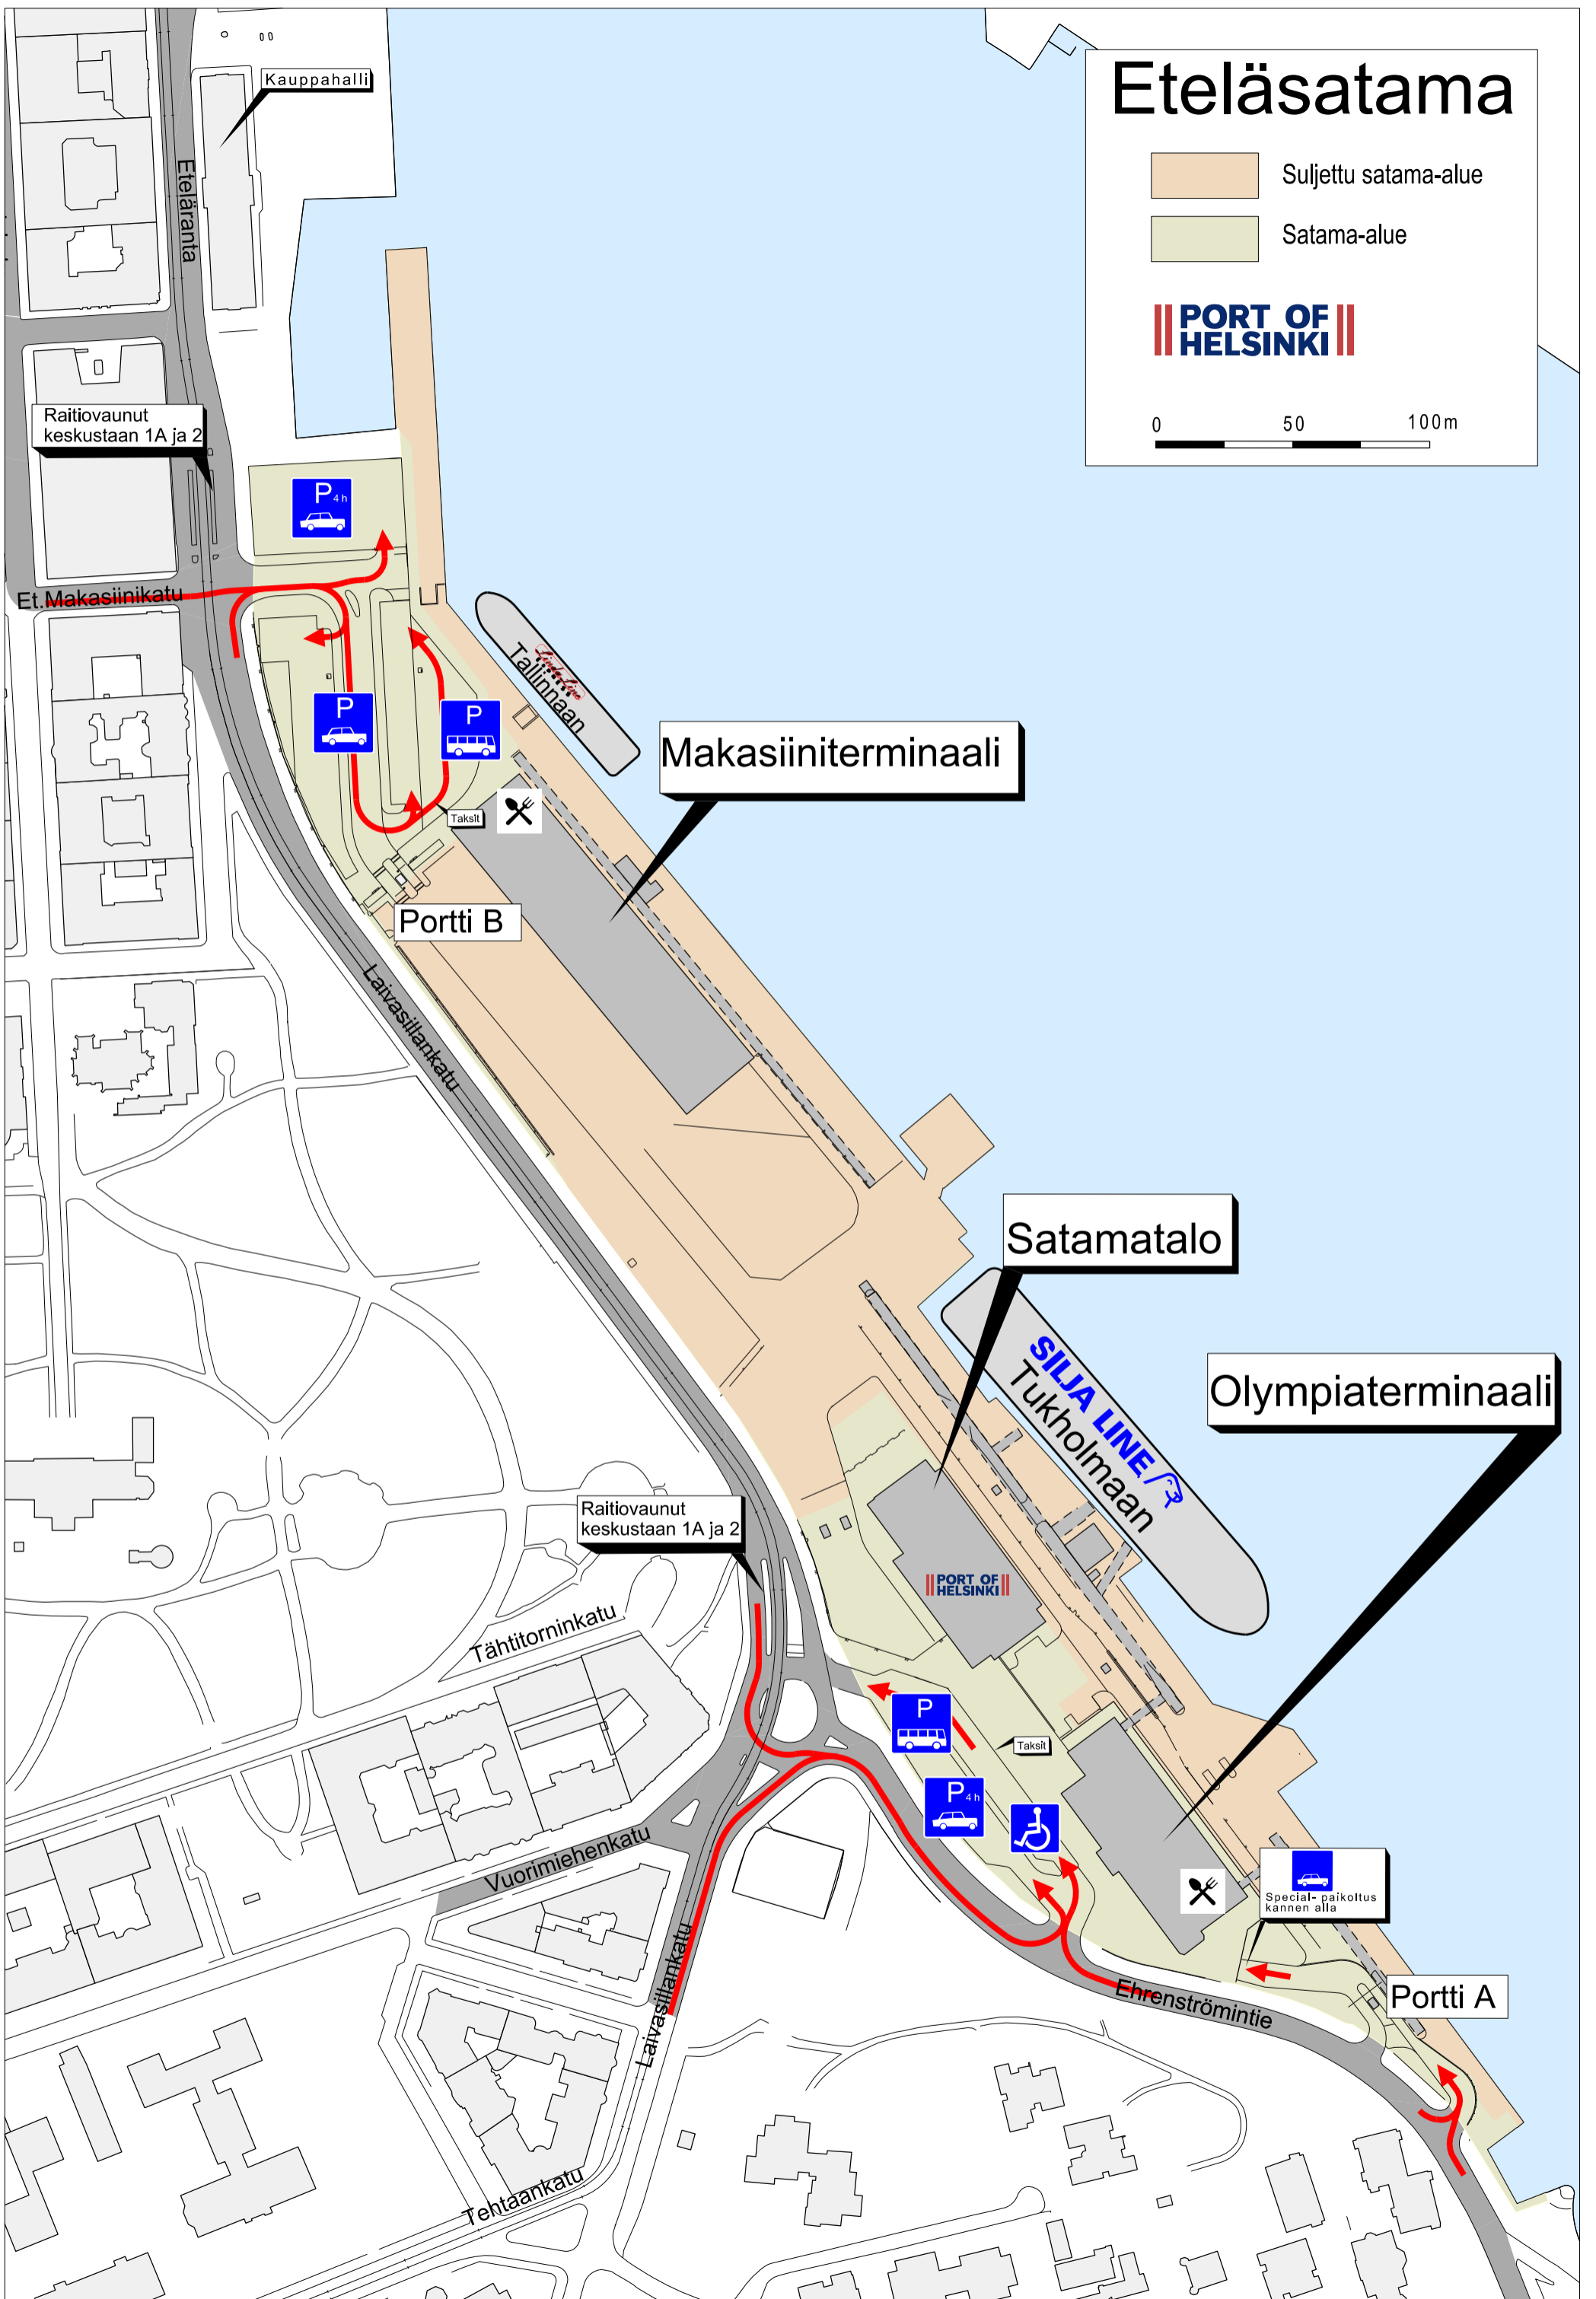 Eteläsatama
Suljettu satama-alue
Satama-alue
PORT OF
HELSINKI
0 50 100m
Kauppahalli
Eteläranta
Raitiovaunut
keskustaan 1A ja 2
P 4 h
Et.Makasiinikatu
Linda Line
Tallinnaan
P
P
Taksit
Makasiiniterminaali
Portti B
Laivasillankatu
Satamatalo
SILJA LINE
Tukholmaan
Olympiaterminaali
Raitiovaunut
keskustaan 1A ja 2
PORT OF
HELSINKI
Tähtitorninkatu
P
Taksit
P 4 h
Vuorimiehenkatu
Special- paikoitus
kannen alla
Laivasillankatu
Ehrenströmintie
Portti A
Tehtaankatu